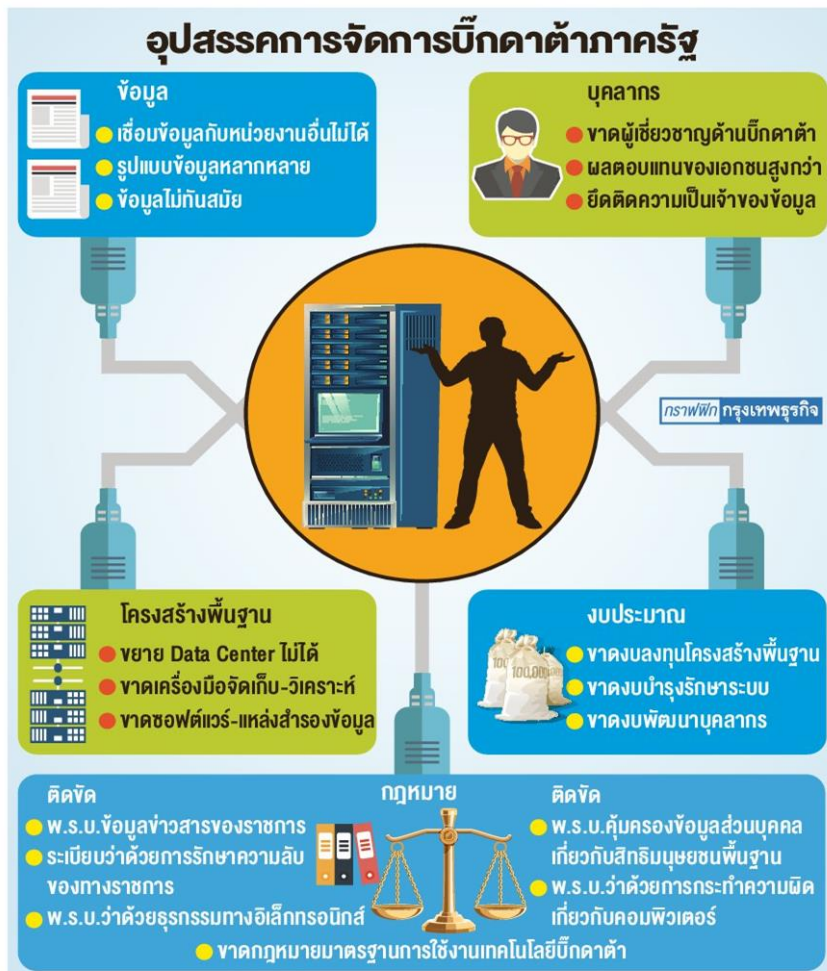 อุปสรรคการจัดการบิ๊กดาต้าภาครัฐ
ข้อมูล
เชื่อมข้อมูลกับหน่วยงานอื่นไม่ได้
รูปแบบข้อมูลหลากหลาย
ข้อมูลไม่ทันสมัย
บุคลากร
ขาดผู้เชี่ยวชาญด้านบิ๊กดาต้า
ผลตอบแทนของเอกชนสูงกว่า
ยึดติดความเป็นเจ้าของข้อมูล
กราฟฟิก กรุงเทพธุรกิจ
โครงสร้างพื้นฐาน
ขยาย Data Center ไม่ได้
ขาดเครื่องมือจัดเก็บ-วิเคราะห์
ขาดซอฟต์แวร์-แหล่งสำรองข้อมูล
งบประมาณ
100,000
ขาดงบลงทุนโครงสร้างพื้นฐาน
ขาดงบบำรุงรักษาระบบ
ขาดงบพัฒนาบุคลากร
กฎหมาย
ติดขัด
พ.ร.บ.ข้อมูลข่าวสารของราชการ
ระเบียบว่าด้วยการรักษาความลับ
ของทางราชการ
พ.ร.บ.ว่าด้วยธุรกรรมทางอิเล็กทรอนิกส์
ติดขัด
พ.ร.บ.คุ้มครองข้อมูลส่วนบุคคล
เกี่ยวกับสิทธิมนุษยชนพื้นฐาน
พ.ร.บ.ว่าด้วยการกระทำความผิด
เกี่ยวกับคอมพิวเตอร์
ขาดกฎหมายมาตรฐานการใช้งานเทคโนโลยีบิ๊กดาต้า